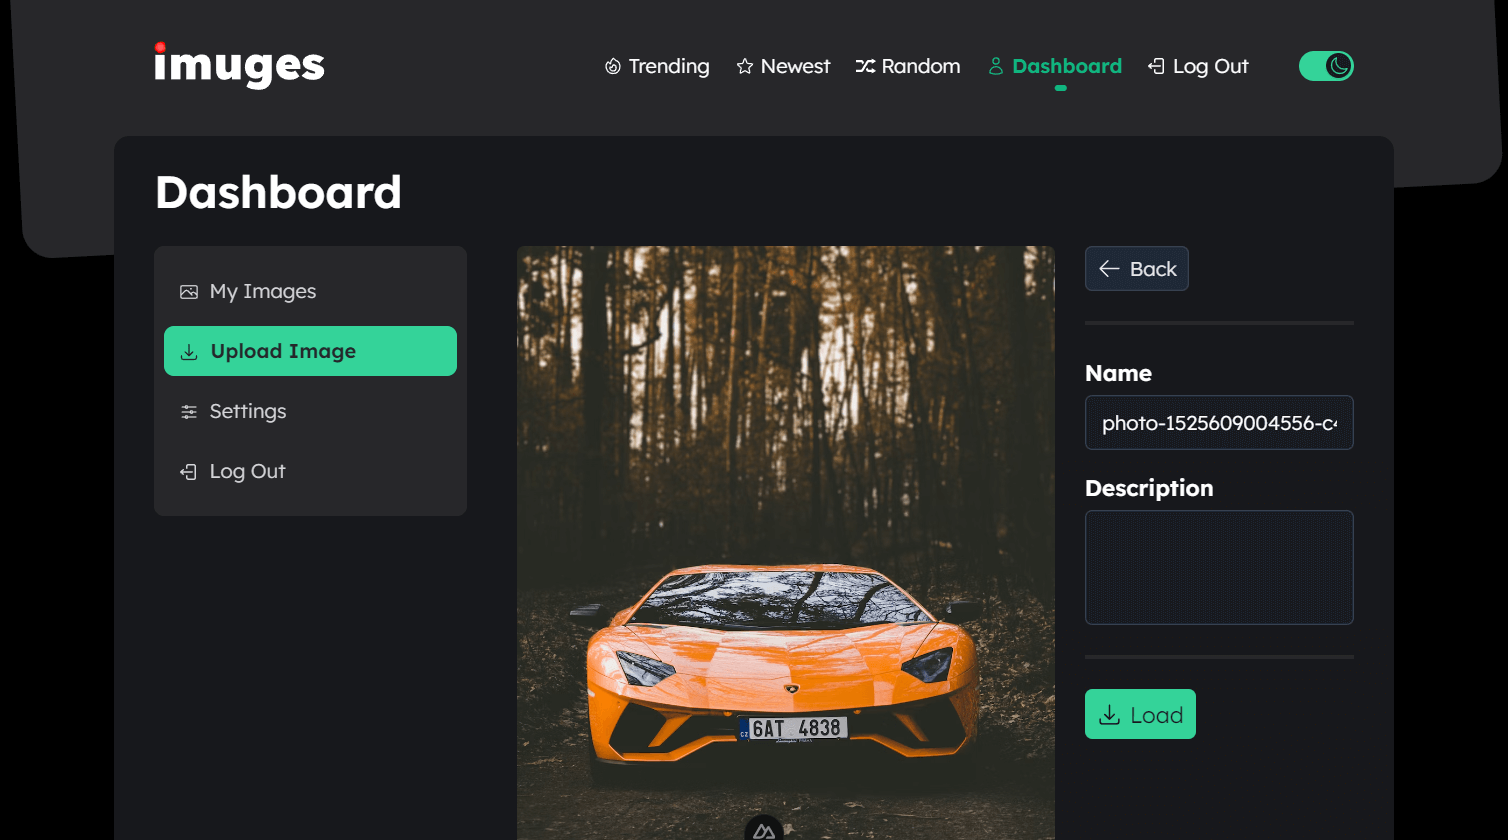 imuges
Trending
Newest
Random
Dashboard
Log Out
Dashboard
My Images
Upload Image
Settings
Log Out
Back
Name
photo-1525609004556-c4
Description
CZ 6AT 4838
Load